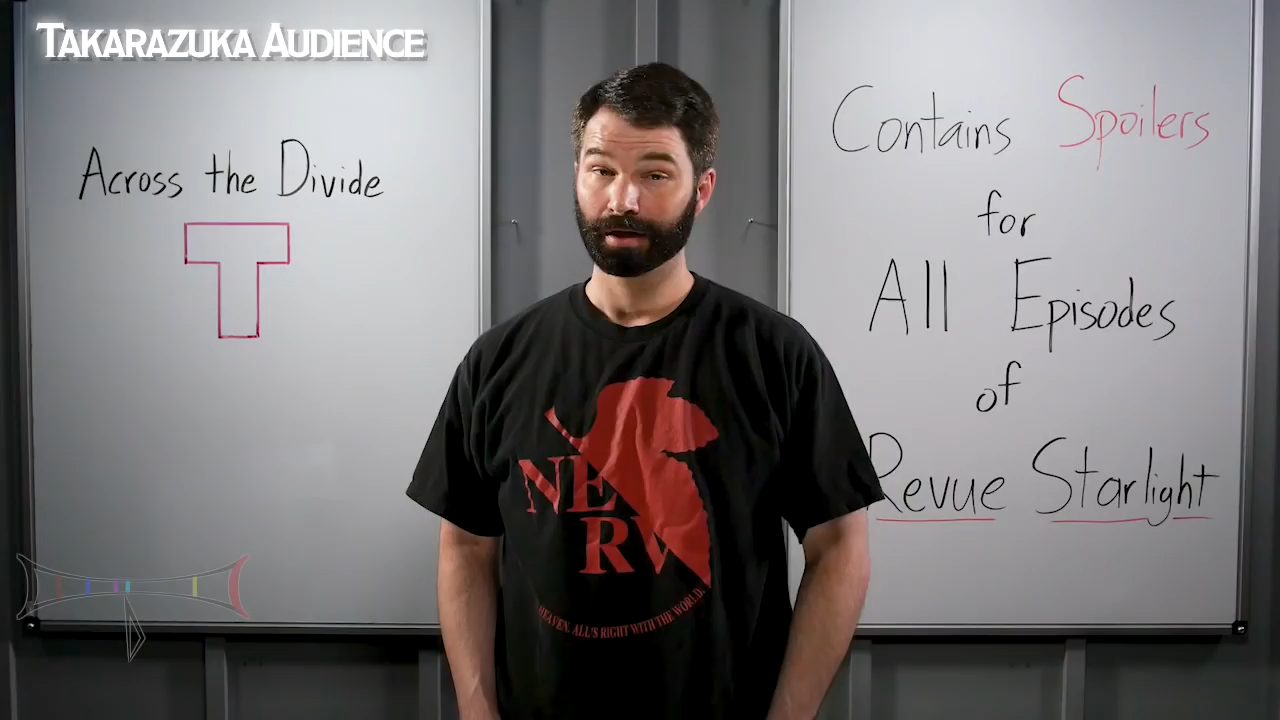 TAKARAZUKA AUDIENCE
Across the Divide
T
Contains Spoilers
for
All Episodes
of
Revue Starlight
NERV
HEAVEN. ALL'S RIGHT WITH THE WORLD.